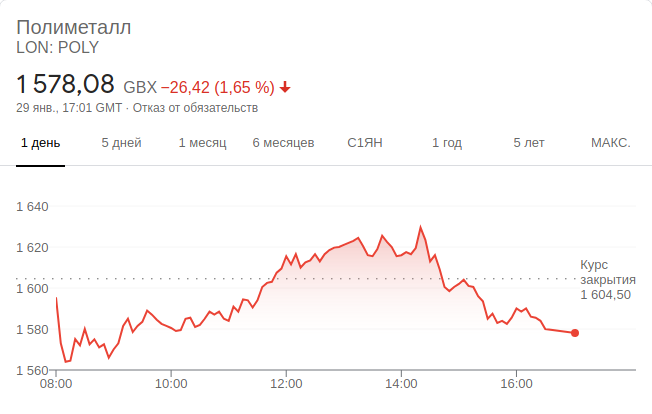 Полиметалл
LON: POLY
1 578,08 GBX −26,42 (1,65 %)
29 янв., 17:01 GMT · Отказ от обязательств
1 день 5 дней 1 месяц 6 месяцев С1ЯН 1 год 5 лет МАКС.
1 640
1 620
Курс
закрытия
1 604,50
1 600
1 580
1 560
08:00 10:00 12:00 14:00 16:00